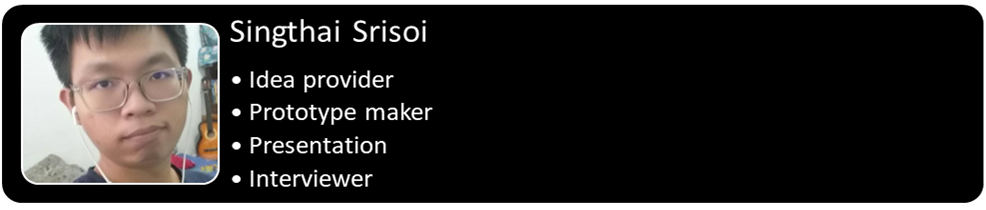 Singthai Srisoi
• Idea provider
• Prototype maker
• Presentation
• Interviewer